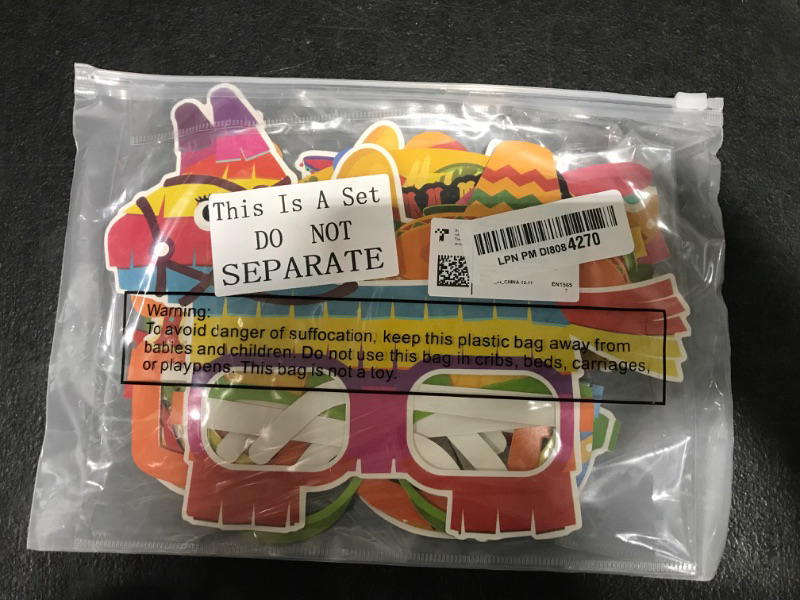 This Is A Set
DO NOT
SEPARATE
LPN PM DI808 4270
Warning:
To avoid danger of suffocation, keep this plastic bag away from
babies and children. Do not use this bag in cribs, beds, carriages,
or playpens. This bag is not a toy.